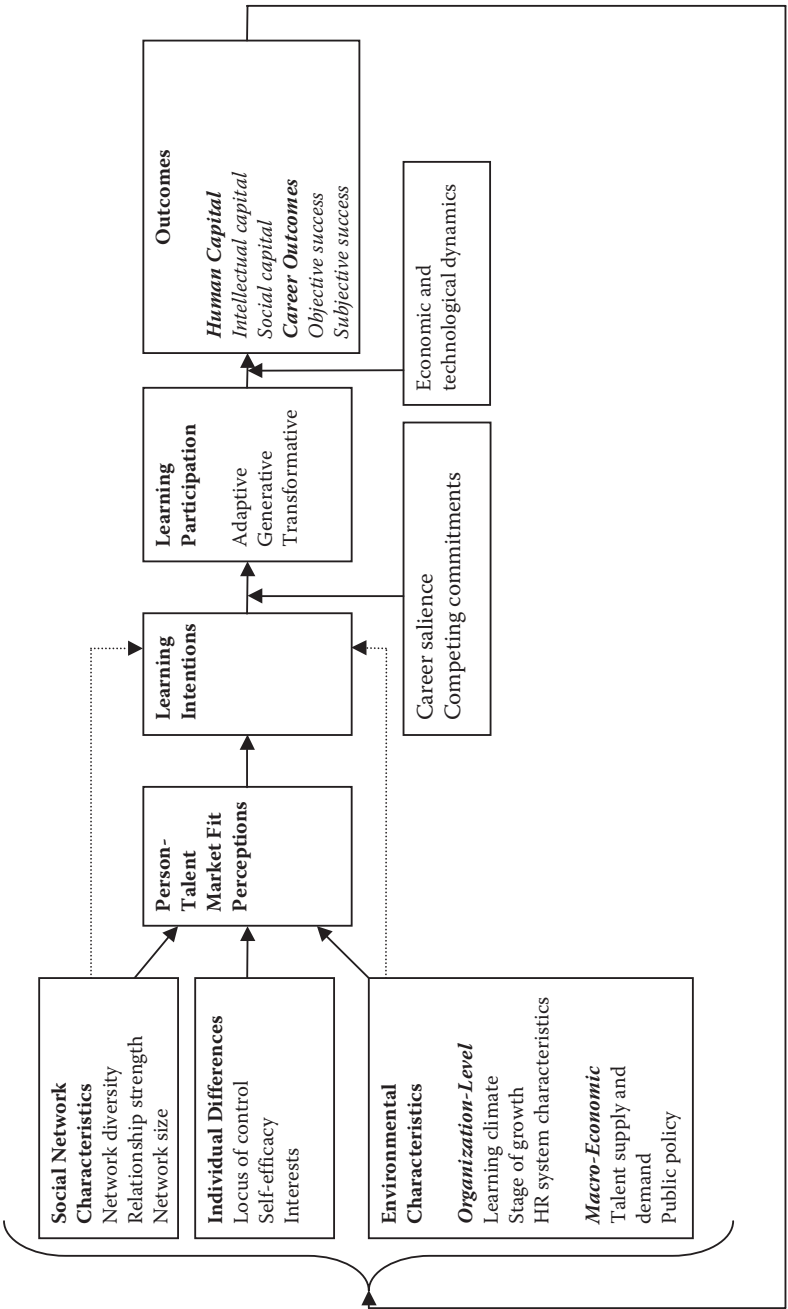 Social Network
Characteristics
Network diversity
Relationship strength
Network size
Individual Differences
Locus of control
Self-efficacy
Interests
Environmental
Characteristics
Organization-Level
Learning climate
Stage of growth
HR system characteristics
Macro-Economic
Talent supply and
demand
Public policy
Person-
Talent
Market Fit
Perceptions
Learning
Intentions
Career salience
Competing commitments
Learning
Participation
Adaptive
Generative
Transformative
Economic and
technological dynamics
Outcomes
Human Capital
Intellectual capital
Social capital
Career Outcomes
Objective success
Subjective success